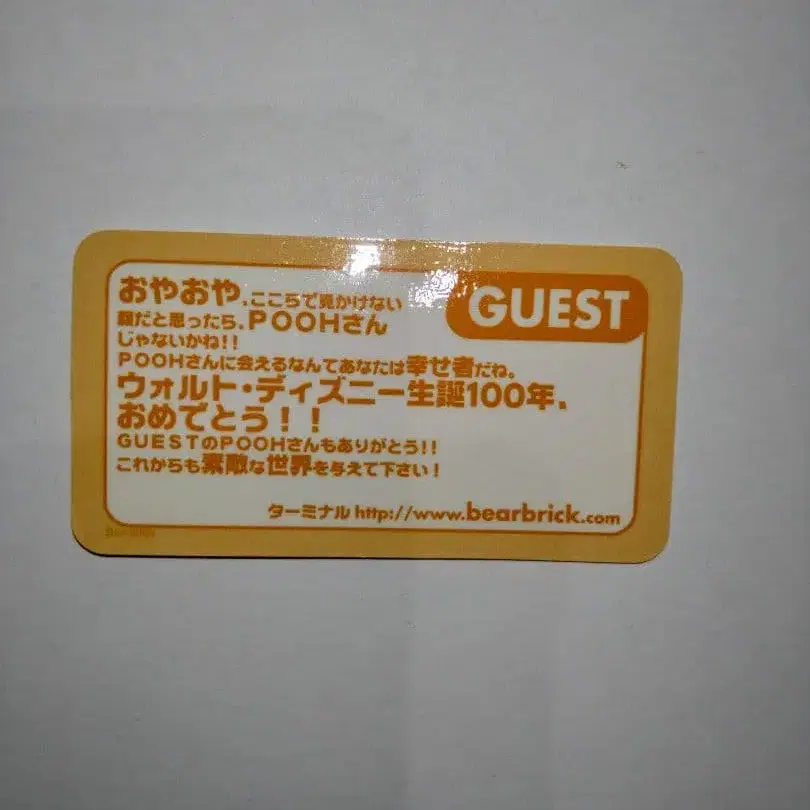 GUEST
おやおや、ここらで見かけない
顔だと思ったら、POOHさん
じゃないかね!!
POOHさんに会えるなんてあなたは幸せ者だね。
ウォルト・ディズニー生誕100年、
おめでとう！！
GUESTのPOOHさんもありがとう!!
これからも素敵な世界を与えて下さい!
ターミナル http://www.bearbrick.com